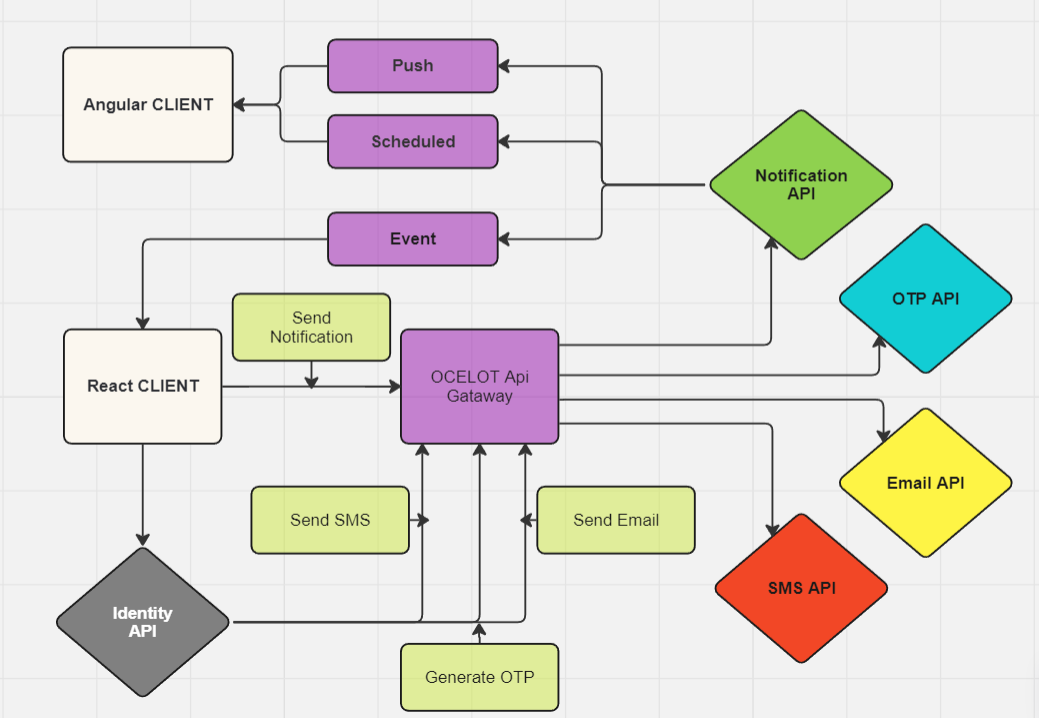 Push
Angular CLIENT
Scheduled
Notification
API
Event
OTP API
Send
Notification
React CLIENT
OCELOT Api
Gataway
Email API
Send SMS
Send Email
SMS API
Identity
API
Generate OTP